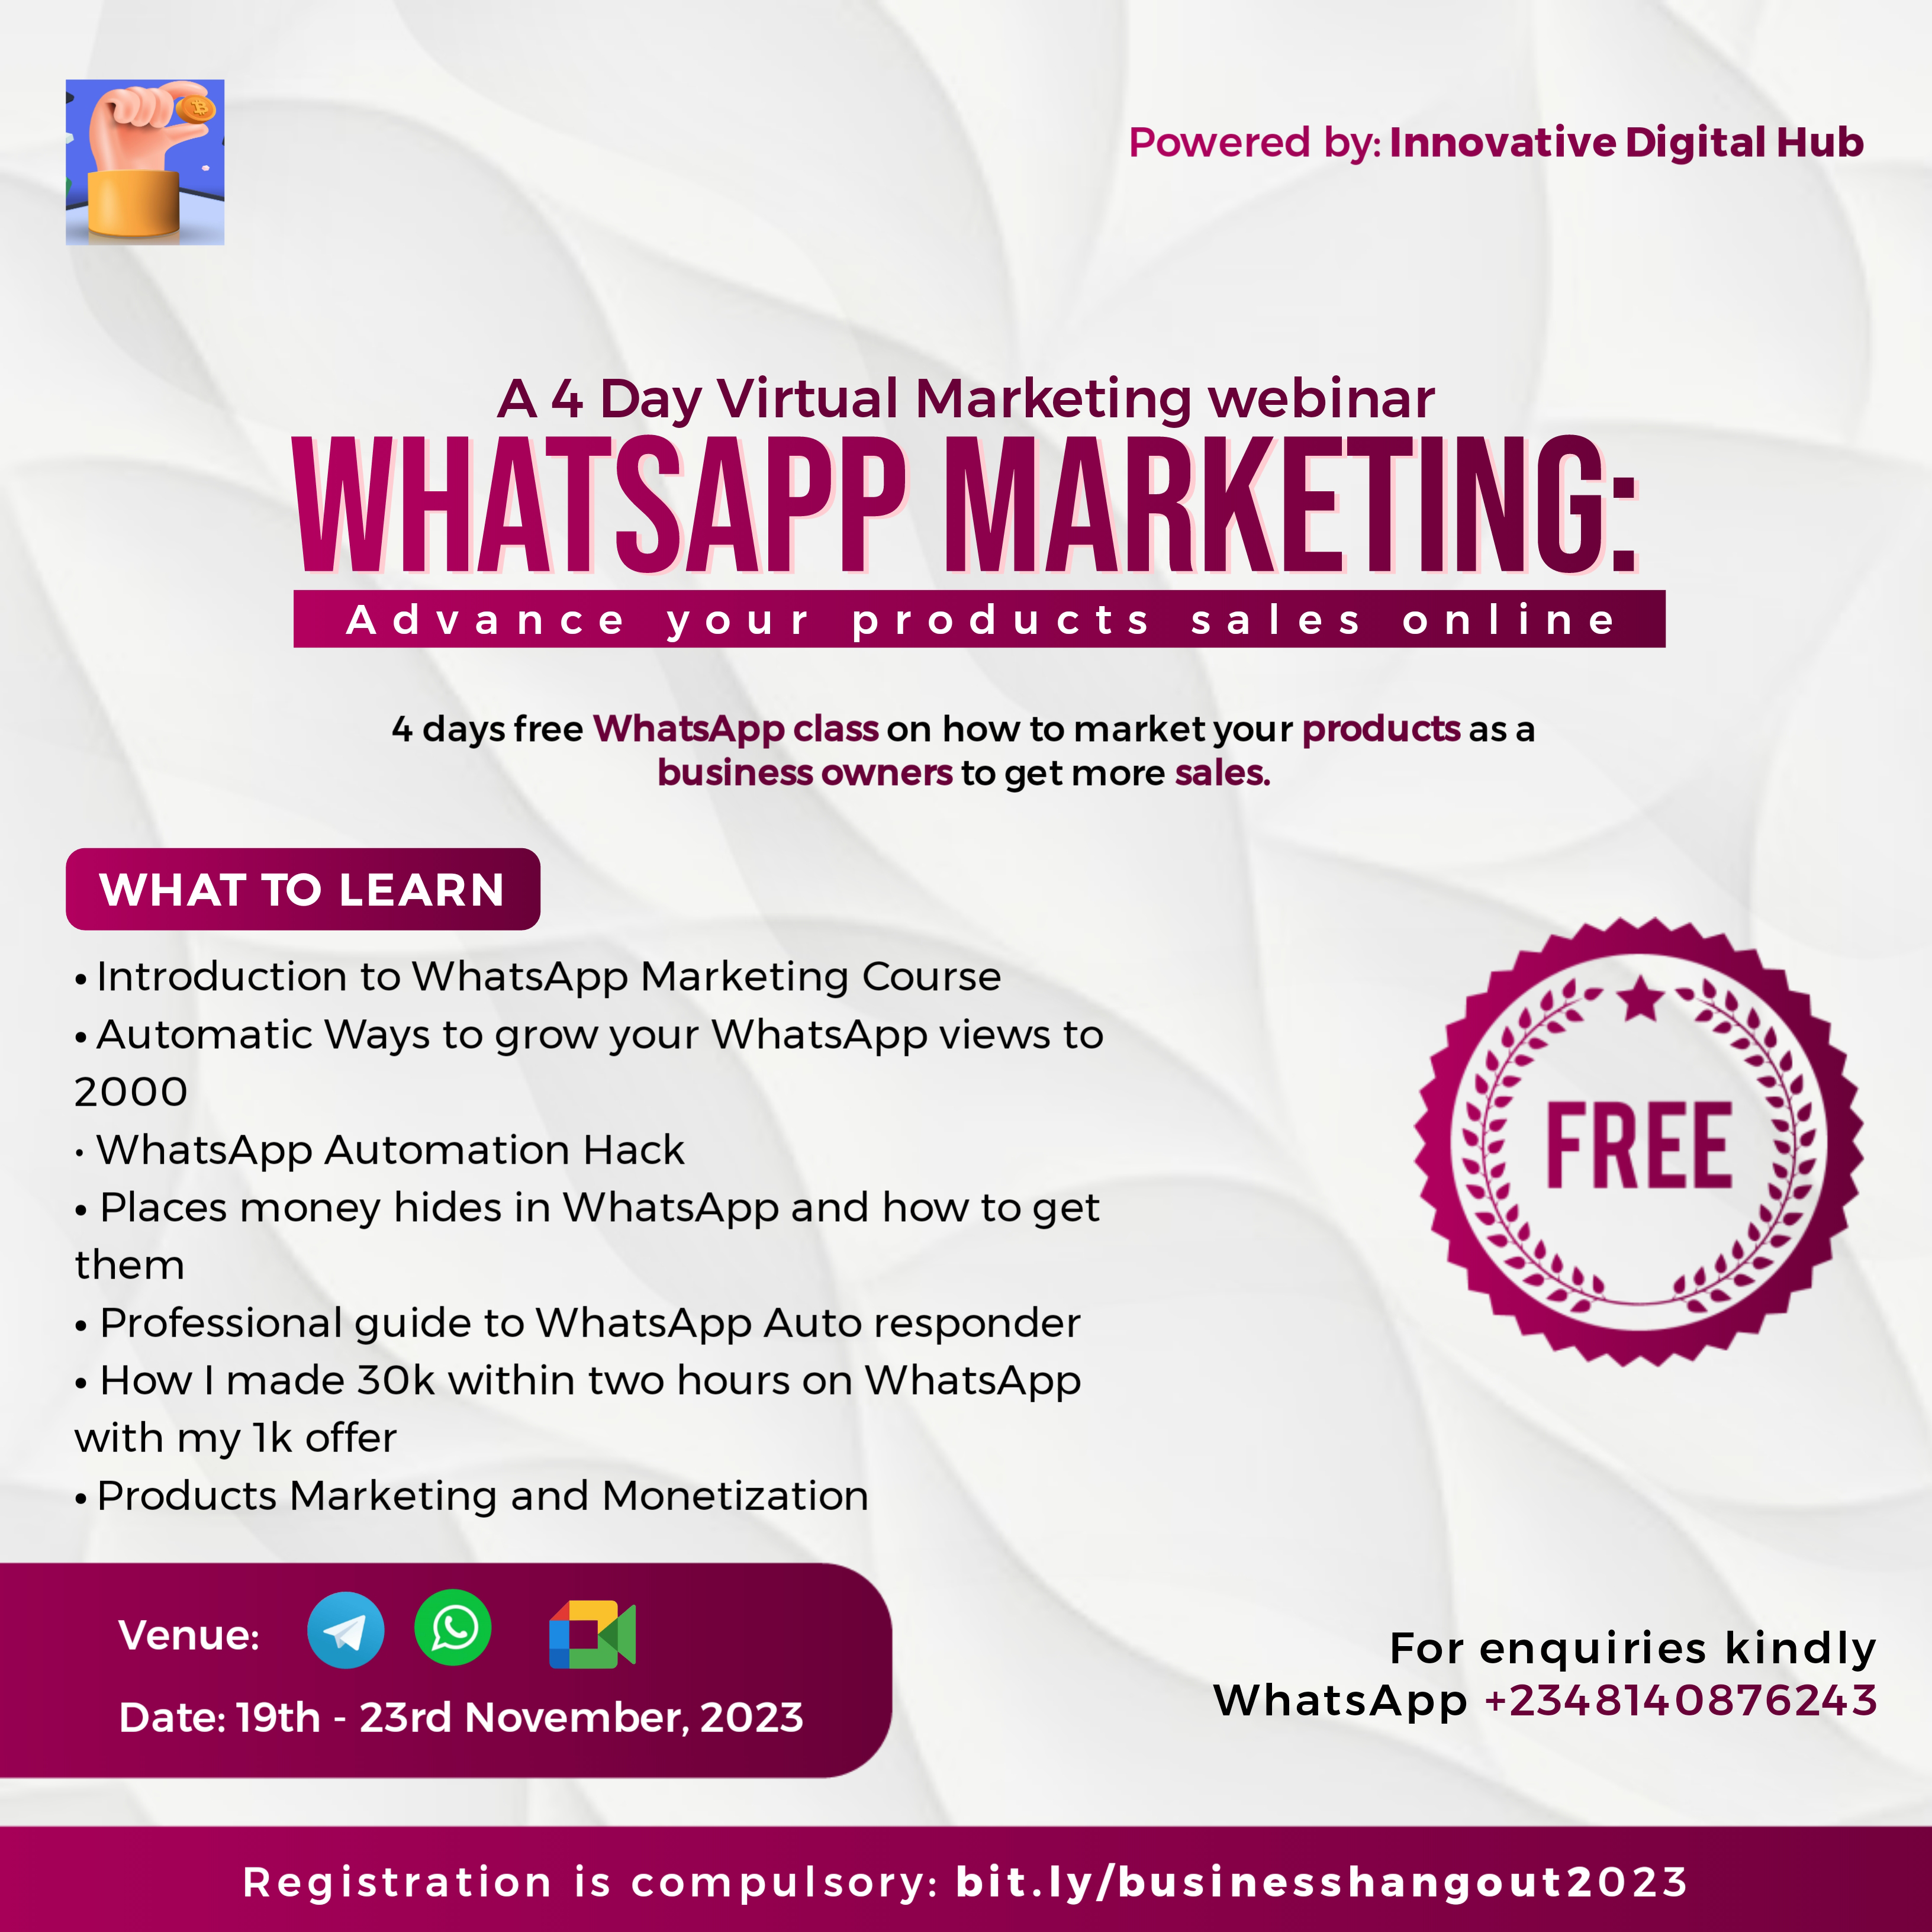 Powered by: Innovative Digital Hub
A 4 Day Virtual Marketing webinar
WHATSAPP MARKETING:
Advance your products sales online
4 days free WhatsApp class on how to market your products as a
business owners to get more sales.
WHAT TO LEARN
• Introduction to WhatsApp Marketing Course
• Automatic Ways to grow your WhatsApp views to
2000
• WhatsApp Automation Hack
• Places money hides in WhatsApp and how to get
them
• Professional guide to WhatsApp Auto responder
• How I made 30k within two hours on WhatsApp
with my 1k offer
• Products Marketing and Monetization
FREE
Venue:
Date: 19th - 23rd November, 2023
For enquiries kindly
WhatsApp +2348140876243
Registration is compulsory: bit.ly/businesshangout2023